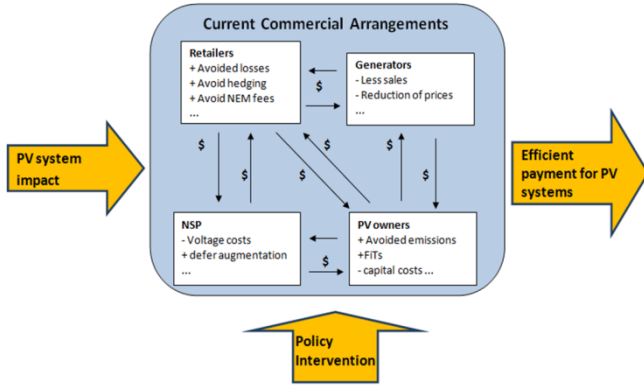 Current Commercial Arrangements
Retailers
+ Avoided losses
+ Avoid hedging
+ Avoid NEM fees
...
Generators
- Less sales
- Reduction of prices
...
$
$
$
$
$
$
$
$
PV system
impact
Efficient
payment for PV
systems
NSP
- Voltage costs
+ defer augmentation
...
PV owners
+ Avoided emissions
+FiTs
- capital costs ...
$
$
Policy
Intervention